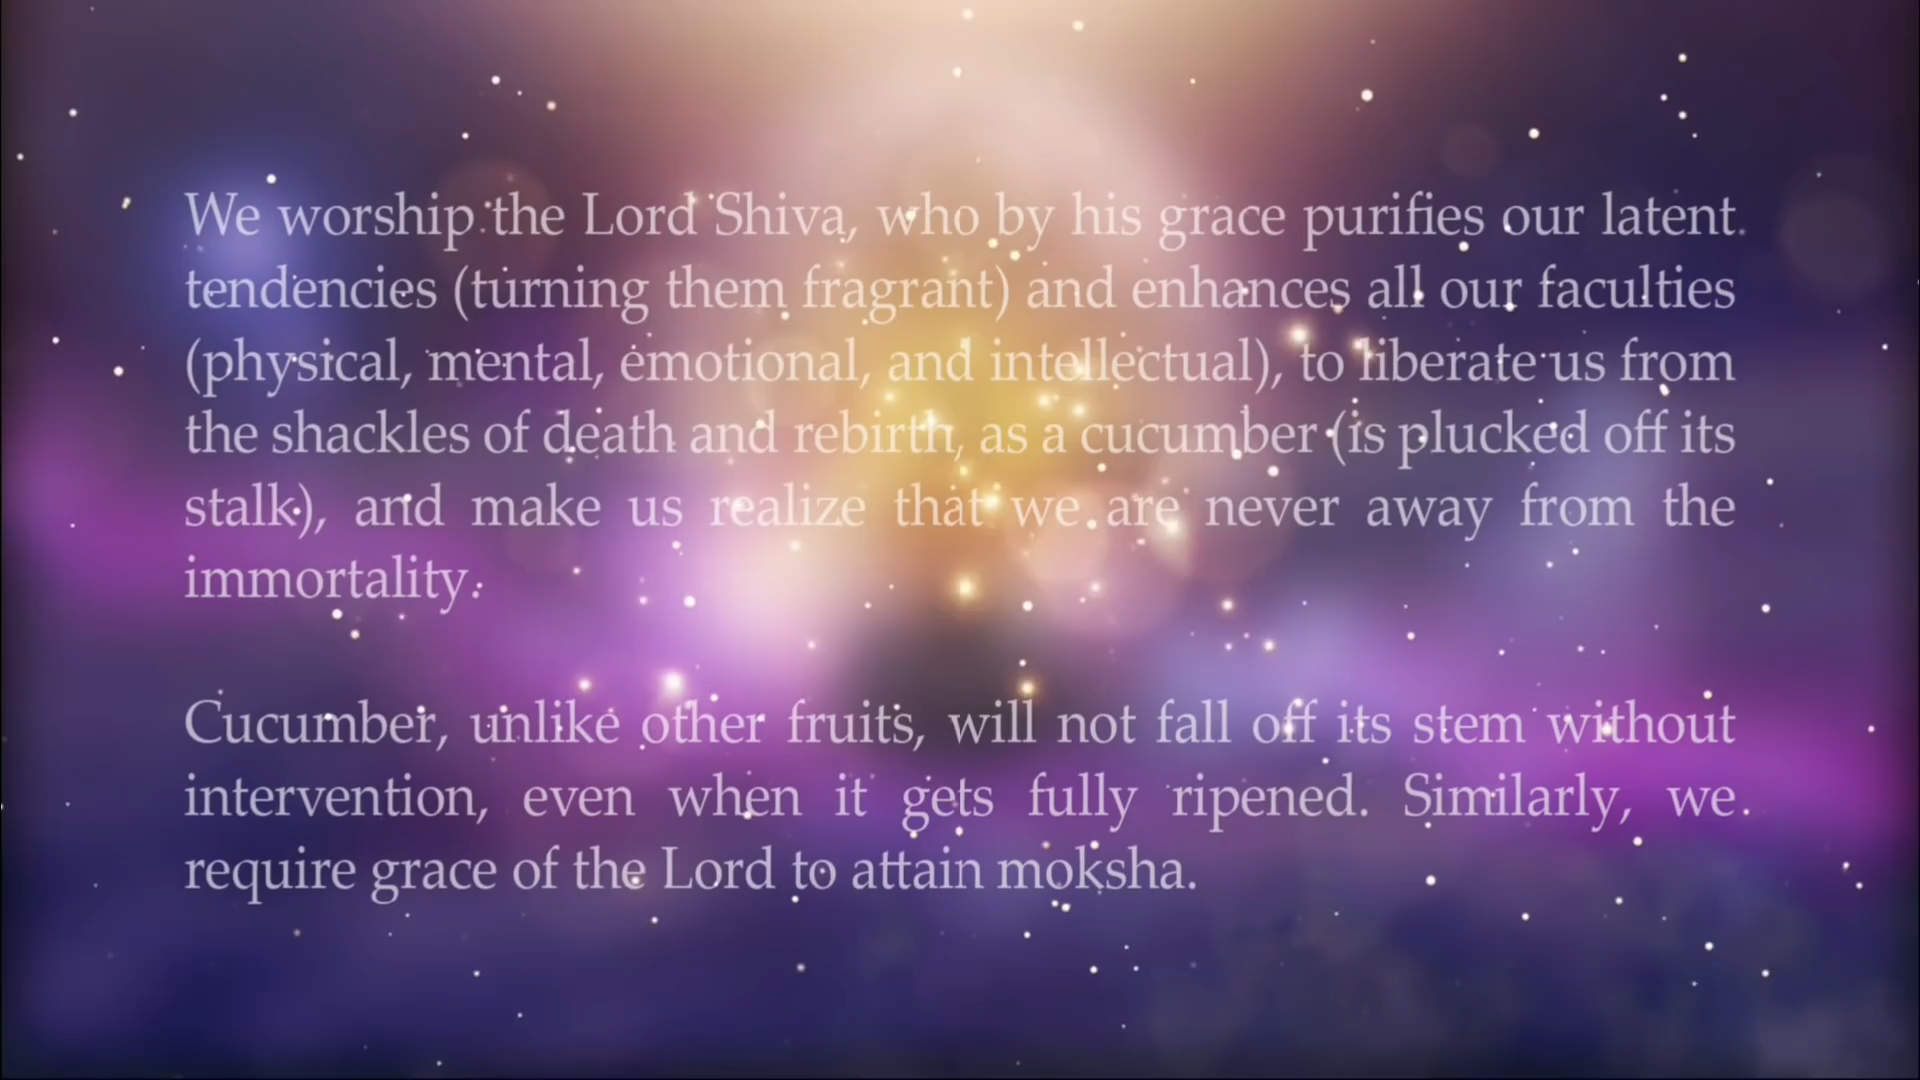 We worship the Lord Shiva, who by his grace purifies our latent
tendencies (turning them fragrant) and enhances all our faculties
(physical, mental, emotional, and intellectual), to liberate us from
the shackles of death and rebirth, as a cucumber (is plucked off its
stalk), and make us realize that we are never away from the
immortality.
Cucumber, unlike other fruits, will not fall off its stem without
intervention, even when it gets fully ripened. Similarly, we
require grace of the Lord to attain moksha.